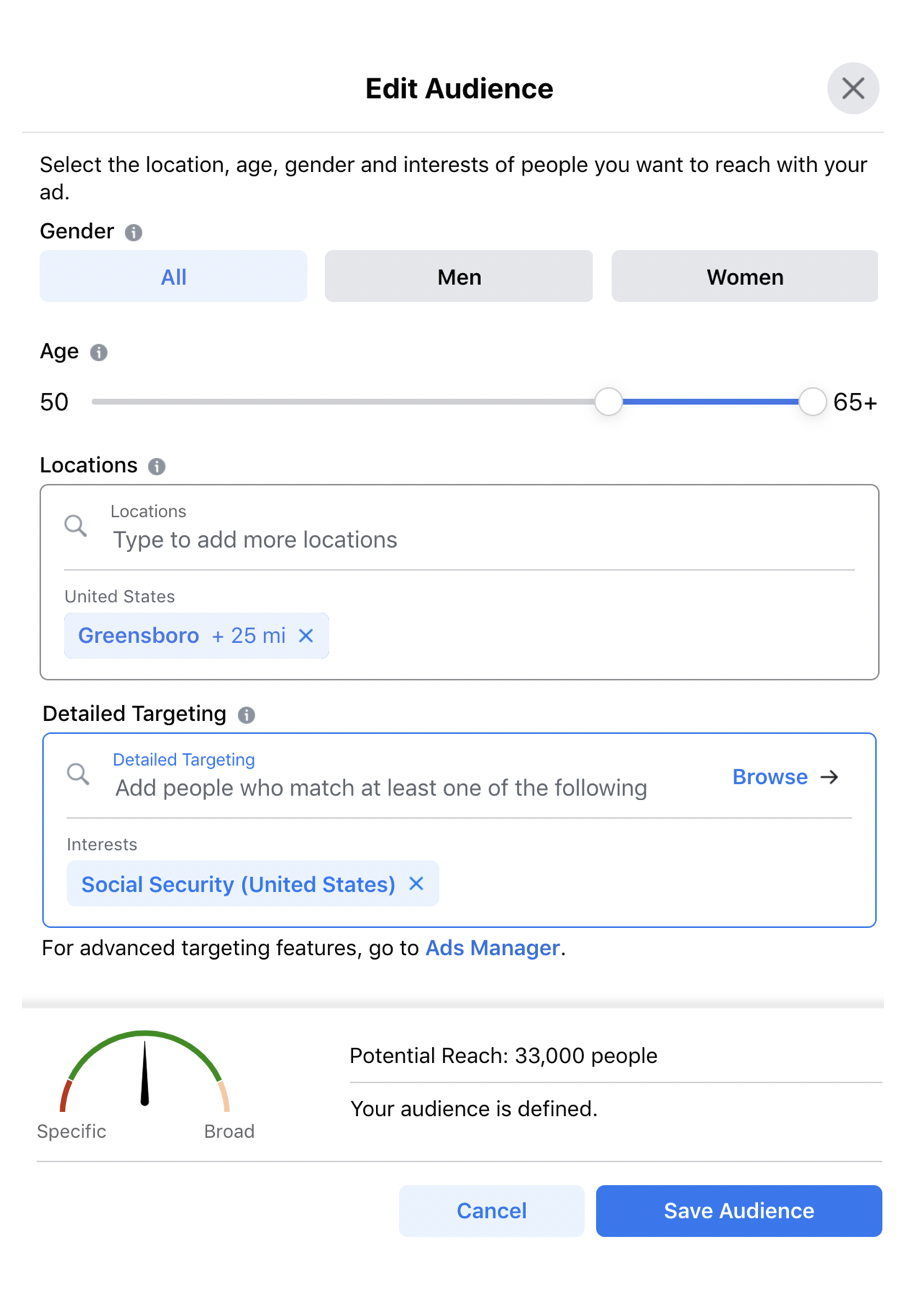 Edit Audience
Select the location, age, gender and interests of people you want to reach with your
ad.
Gender
All
Men
Women
Age
50
65+
Locations
Locations
Type to add more locations
United States
Greensboro + 25 mi
Detailed Targeting
Detailed Targeting
Add people who match at least one of the following
Browse →
Interests
Social Security (United States)
For advanced targeting features, go to Ads Manager.
Specific
Broad
Potential Reach: 33,000 people
Your audience is defined.
Cancel
Save Audience